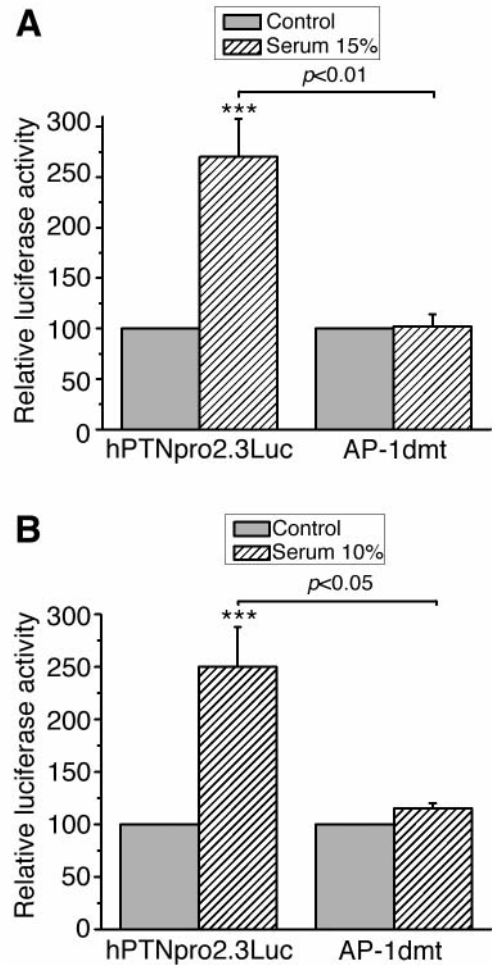 A
Control
Serum 15%
p<0.01
***
300
250
200
150
100
50
0
Relative luciferase activity
hPTNpro2.3Luc AP-1dmt
B
Control
Serum 10%
p<0.05
***
300
250
200
150
100
50
0
Relative luciferase activity
hPTNpro2.3Luc AP-1dmt